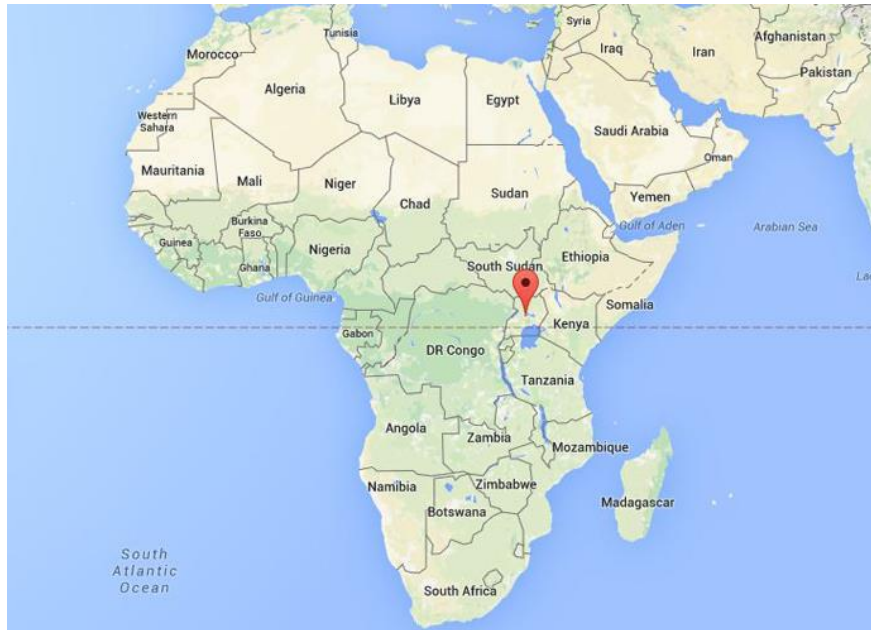 Tunisia
Syria
Afghanistan
Morocco
Iraq
Iran
Pakistan
Algeria
Libya
Egypt
Western
Sahara
Saudi Arabia
Oman
Mauritania
Mali
Niger
Chad
Sudan
Yemen
Burkina
Faso
Gulf of Aden
Arabian Sea
Guinea
Nigeria
Ethiopia
Ghana
South Sudan
Gulf of Guinea
Somalia
Gabon
Kenya
DR Congo
Tanzania
Angola
Zambia
Mozambique
Namibia
Zimbabwe
Madagascar
Botswana
South
Atlantic
Ocean
South Africa